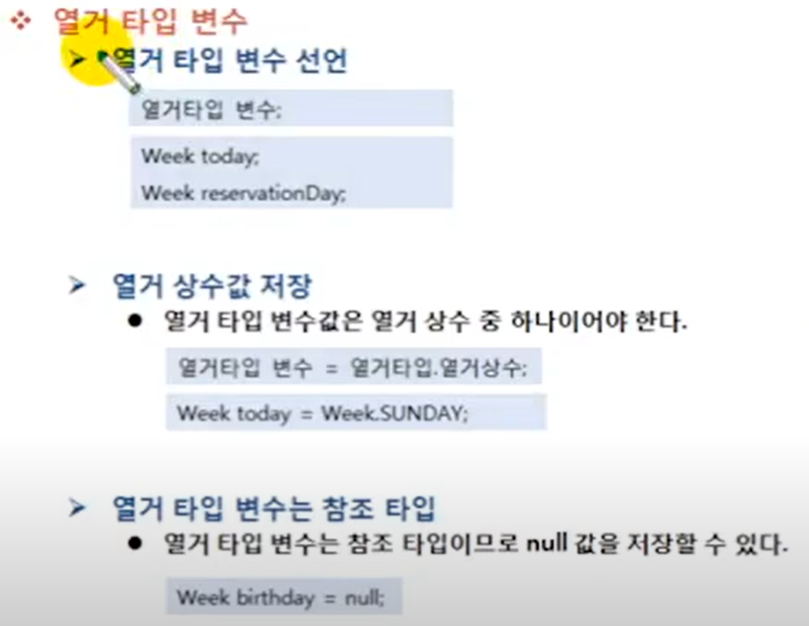 열거 타입 변수
열거 타입 변수 선언
열거타입 변수;
Week today;
Week reservationDay;
열거 상수값 저장
열거 타입 변수값은 열거 상수 중 하나이어야 한다.
열거타입 변수 = 열거타입.열거상수;
Week today = Week.SUNDAY;
열거 타입 변수는 참조 타입
열거 타입 변수는 참조 타입이므로 null 값을 저장할 수 있다.
Week birthday = null;